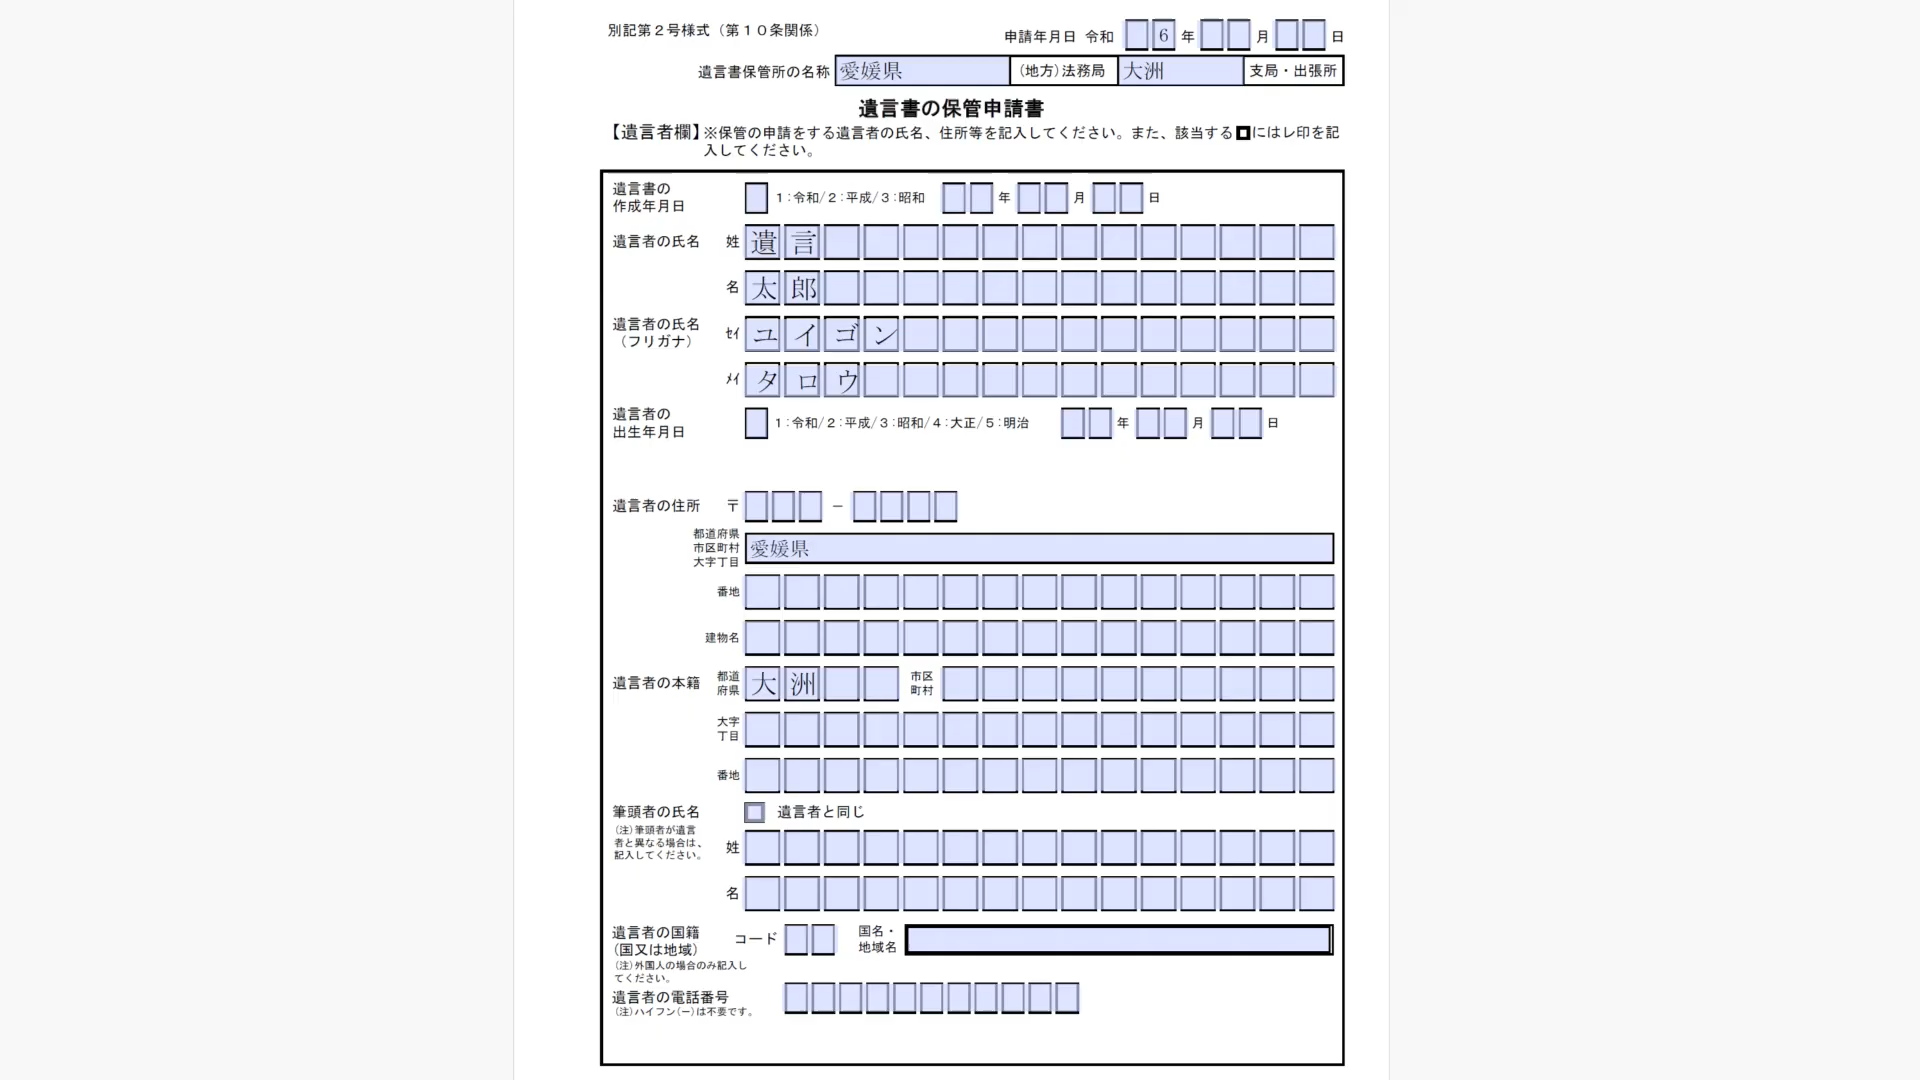 別記第２号様式（第１０条関係）
申請年月日 令和 6 年 月 日
遺言書保管所の名称 愛媛県 （地方）法務局 大洲 支局・出張所
遺言書の保管申請書
【遺言者欄】※保管の申請をする遺言者の氏名、住所等を記入してください。また、該当する□にはレ印を記
入してください。
遺言書の
作成年月日
1：令和/2：平成/3：昭和 年 月 日
遺言者の氏名 姓 遺言
名 太郎
遺言者の氏名
（フリガナ）
ｾｲ ユイゴン
ﾒｲ タロウ
遺言者の
出生年月日
1：令和/2：平成/3：昭和/4：大正/5：明治 年 月 日
遺言者の住所 〒 －
都道府県
市区町村
大字丁目
愛媛県
番地
建物名
遺言者の本籍
都道
府県
大洲
市区
町村
大字
丁目
番地
筆頭者の氏名 遺言者と同じ
（注）筆頭者が遺言
者と異なる場合は、
記入してください。
姓
名
遺言者の国籍
（国又は地域）
コード
国名・
地域名
（注）外国人の場合のみ記入し
てください。
遺言者の電話番号
（注）ハイフン（ー）は不要です。